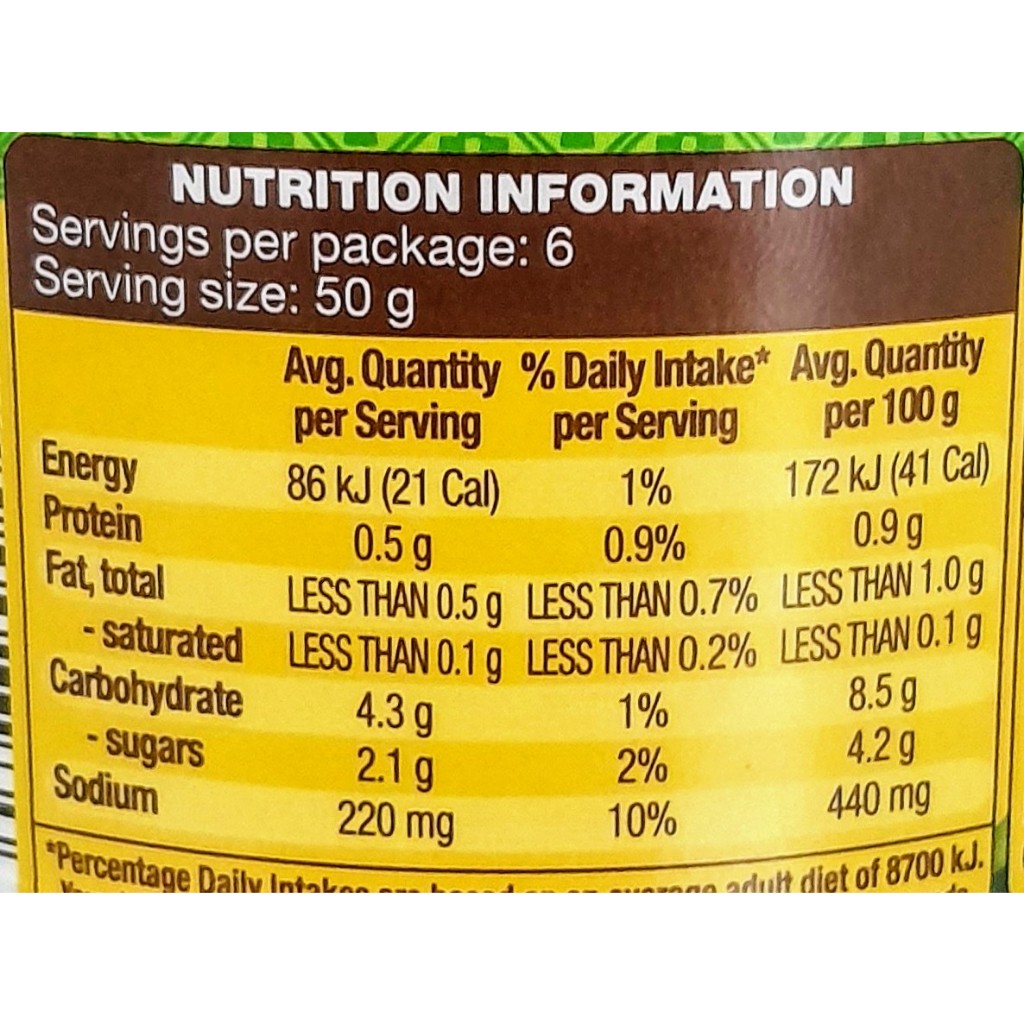 NUTRITION INFORMATION
Servings per package: 6
Serving size: 50 g
Avg. Quantity % Daily Intake* Avg. Quantity
per Serving per Serving per 100 g
Energy 86 kJ (21 Cal) 1% 172 kJ (41 Cal)
Protein 0.5 g 0.9% 0.9 g
Fat, total LESS THAN 0.5 g LESS THAN 0.7% LESS THAN 1.0 g
- saturated LESS THAN 0.1 g LESS THAN 0.2% LESS THAN 0.1 g
Carbohydrate 4.3 g 1% 8.5 g
- sugars 2.1 g 2% 4.2 g
Sodium 220 mg 10% 440 mg
*Percentage Daily Intakes are based on an average adult diet of 8700 kJ.